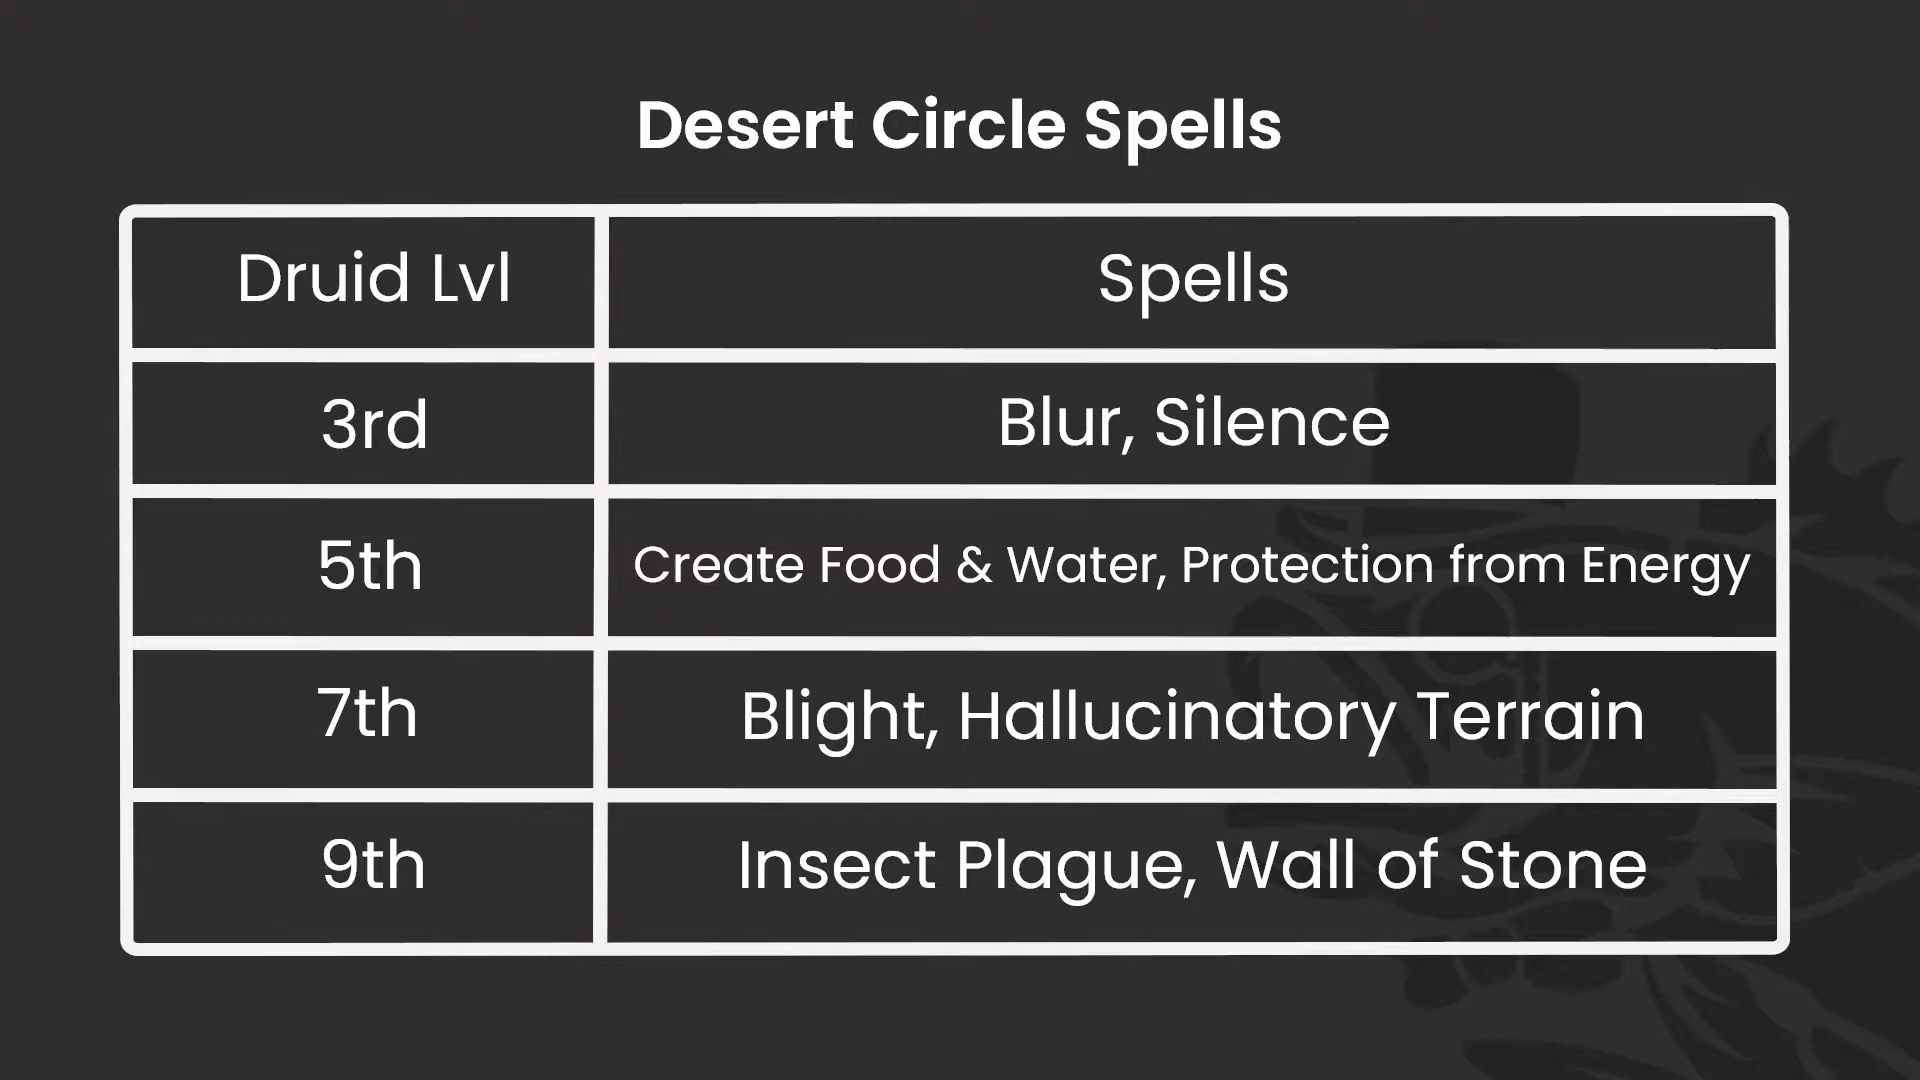 Desert Circle Spells
Druid Lvl Spells
3rd Blur, Silence
5th Create Food & Water, Protection from Energy
7th Blight, Hallucinatory Terrain
9th Insect Plague, Wall of Stone